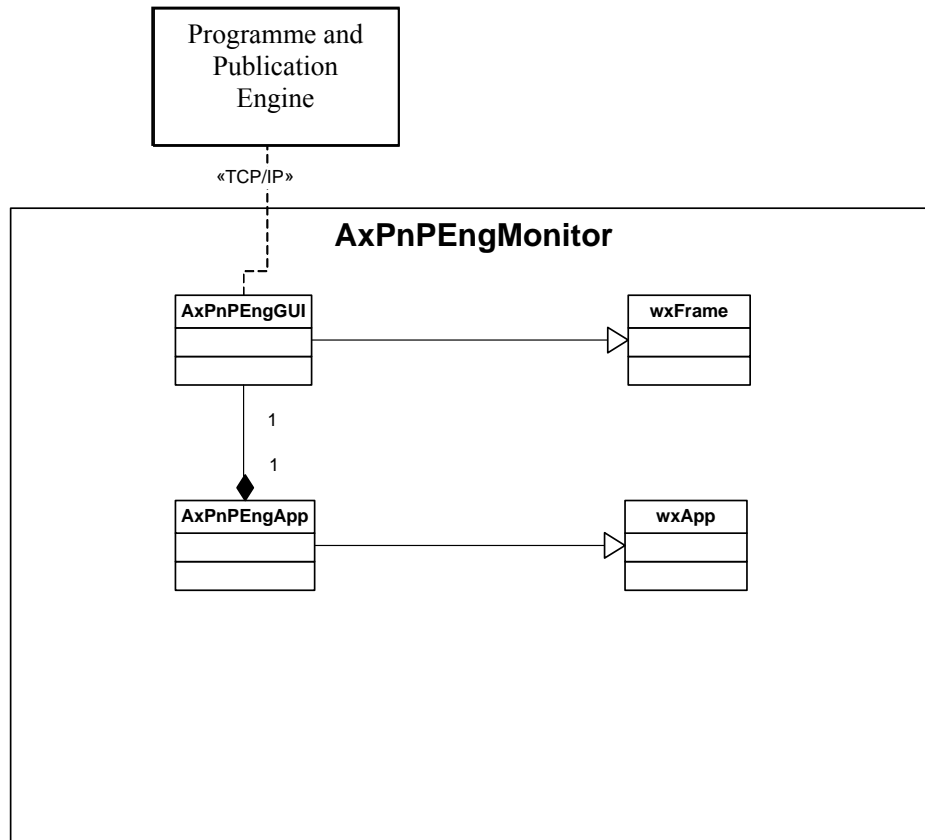 Programme and
Publication
Engine
«TCP/IP»
AxPnPEngMonitor
AxPnPEngGUI
wxFrame
1
1
AxPnPEngApp
wxApp